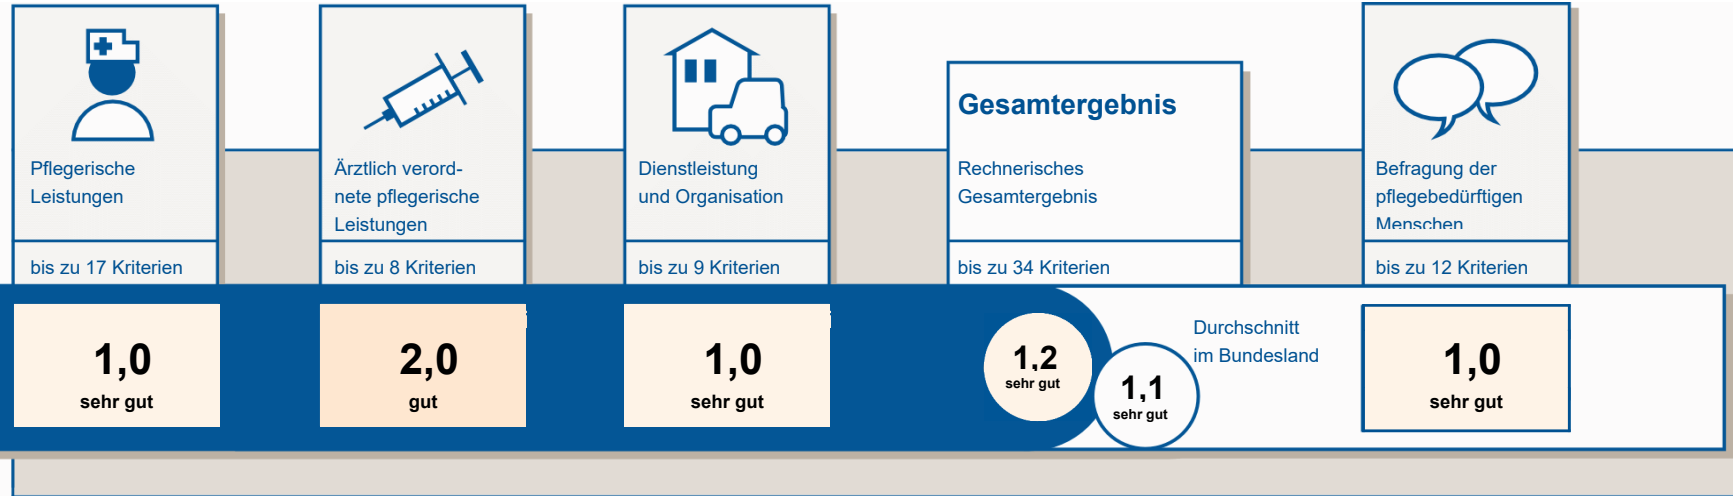 Pflegerische
Leistungen
bis zu 17 Kriterien
1,0
sehr gut
Ärztlich verord-
nete pflegerische
Leistungen
bis zu 8 Kriterien
2,0
gut
Dienstleistung
und Organisation
bis zu 9 Kriterien
1,0
sehr gut
Gesamtergebnis
Rechnerisches
Gesamtergebnis
bis zu 34 Kriterien
1,2
sehr gut
1,1
sehr gut
Durchschnitt
im Bundesland
Befragung der
pflegebedürftigen
Menschen
bis zu 12 Kriterien
1,0
sehr gut